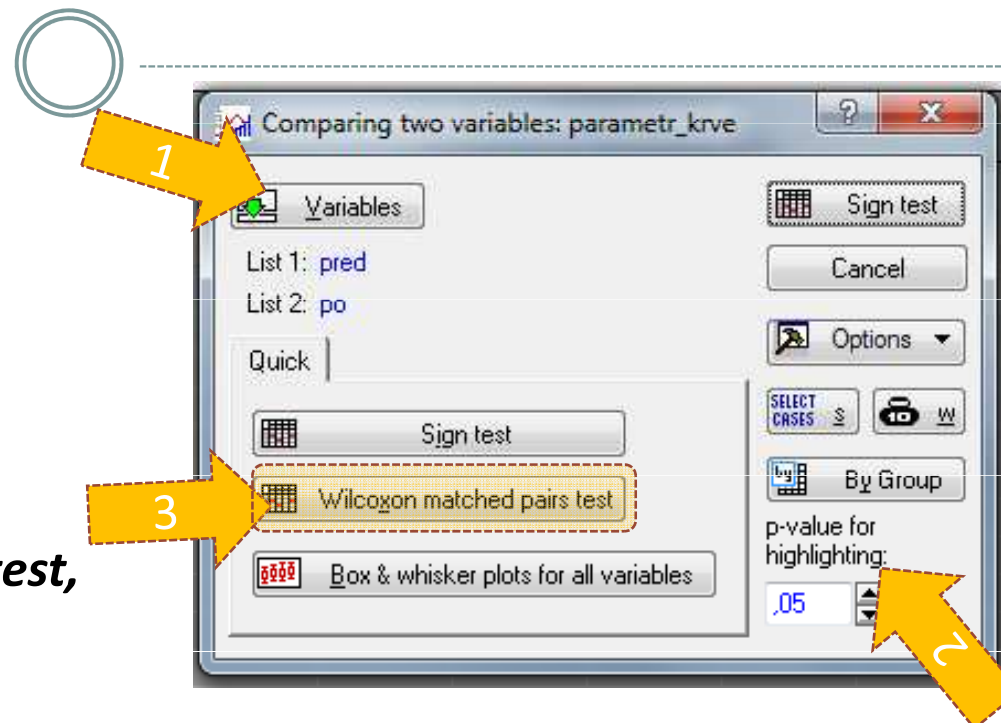 1
Comparing two variables: parametr_krve
Variables
Sign test
List 1: pred
Cancel
List 2: po
Options
Quick
SELECT CASES S
W
Sign test
By Group
3
Wilcoxon matched pairs test
p-value for
highlighting:
test,
Box & whisker plots for all variables
,05
2